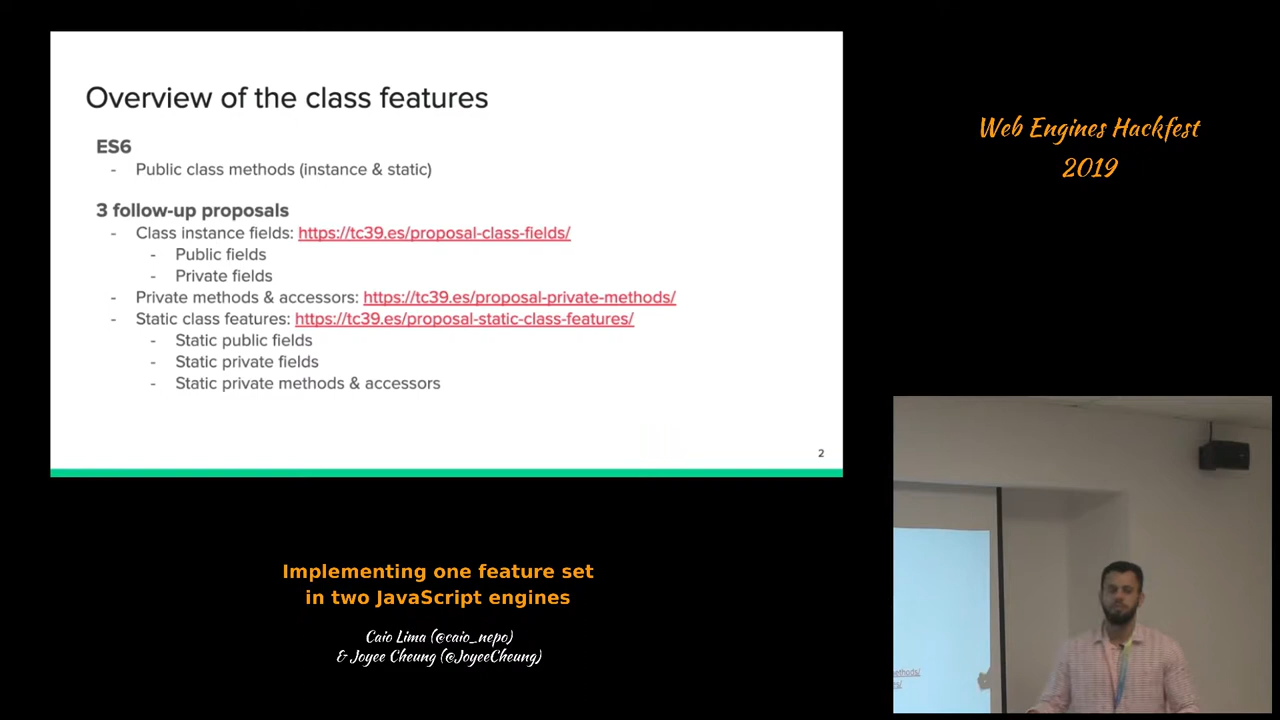 Overview of the class features
ES6
- Public class methods (instance & static)
3 follow-up proposals
- Class instance fields: https://tc39.es/proposal-class-fields/
- Public fields
- Private fields
- Private methods & accessors: https://tc39.es/proposal-private-methods/
- Static class features: https://tc39.es/proposal-static-class-features/
- Static public fields
- Static private fields
- Static private methods & accessors
2
Web Engines Hackfest
2019
Implementing one feature set
in two JavaScript engines
Caio Lima (@caio_nepo)
& Joyee Cheung (@JoyeeCheung)
ethods/
rs/